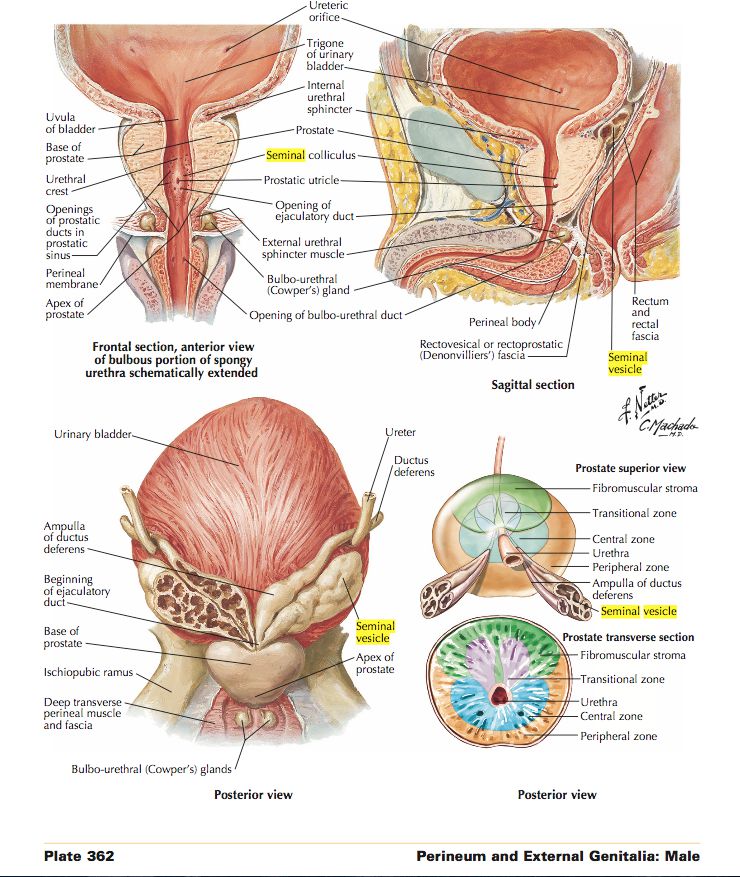 Ureteric
orifice
Trigone
of urinary
bladder
Internal
urethral
sphincter
Uvula
of bladder
Prostate
Base of
prostate
Seminal colliculus
Urethral
crest
Prostatic utricle
Openings
of prostatic
ducts in
prostatic
sinus
Opening of
ejaculatory duct
External urethral
sphincter muscle
Perineal
membrane
Bulbo-urethral
(Cowper's) gland
Apex of
prostate
Opening of bulbo-urethral duct
Perineal body
Rectum
and
rectal
fascia
Rectovesical or rectoprostatic
(Denonvilliers') fascia
Seminal
vesicle
Frontal section, anterior view
of bulbous portion of spongy
urethra schematically extended
Sagittal section
F. Netter
M.D.
C. Machado
M.D.
Urinary bladder
Ureter
Ductus
deferens
Ampulla
of ductus
deferens
Beginning
of ejaculatory
duct
Base of
prostate
Seminal
vesicle
Apex of
prostate
Ischiopubic ramus
Deep transverse
perineal muscle
and fascia
Bulbo-urethral (Cowper's) glands
Posterior view
Prostate superior view
Fibromuscular stroma
Transitional zone
Central zone
Urethra
Peripheral zone
Ampulla of ductus
deferens
Seminal vesicle
Prostate transverse section
Fibromuscular stroma
Transitional zone
Urethra
Central zone
Peripheral zone
Posterior view
Plate 362
Perineum and External Genitalia: Male